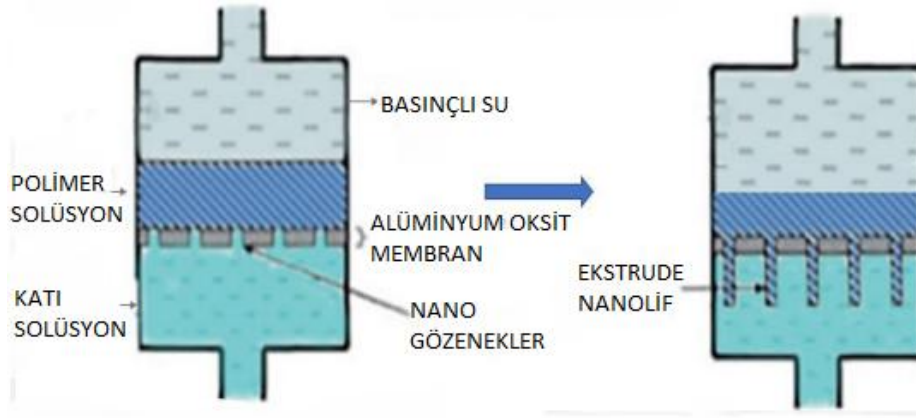 BASINÇLI SU
POLİMER
SOLÜSYON
ALÜMİNYUM OKSİT
MEMBRAN
KATI
SOLÜSYON
NANO
GÖZENEKLER
EKSTRUDE
NANOLİF